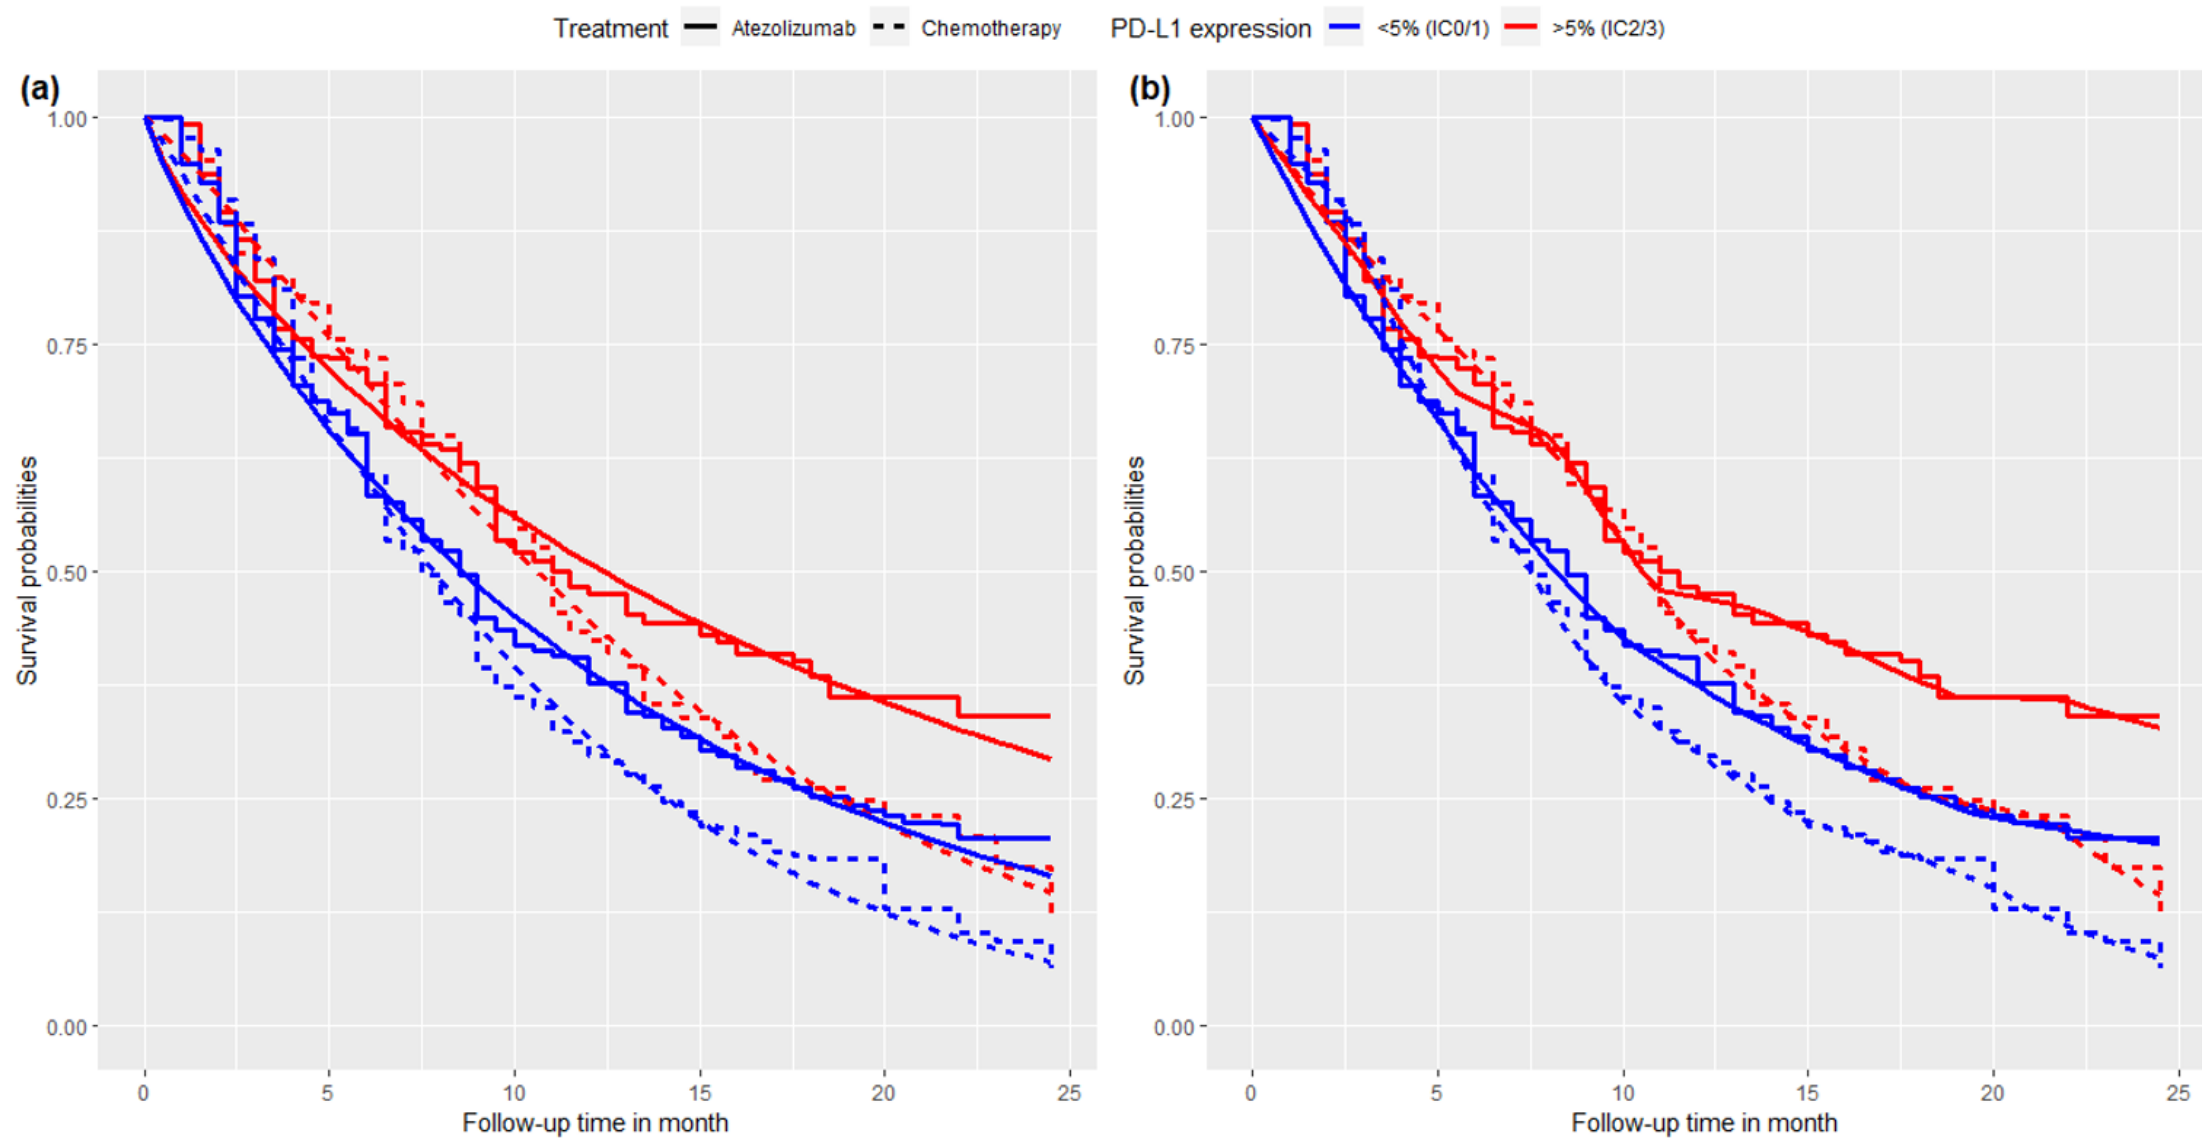 Treatment Atezolizumab Chemotherapy PD-L1 expression <5% (IC0/1) >5% (IC2/3)
(a)
1.00
0.75
0.50
0.25
0.00
Survival probabilities
0 5 10 15 20 25
Follow-up time in month
(b)
1.00
0.75
0.50
0.25
0.00
Survival probabilities
0 5 10 15 20 25
Follow-up time in month